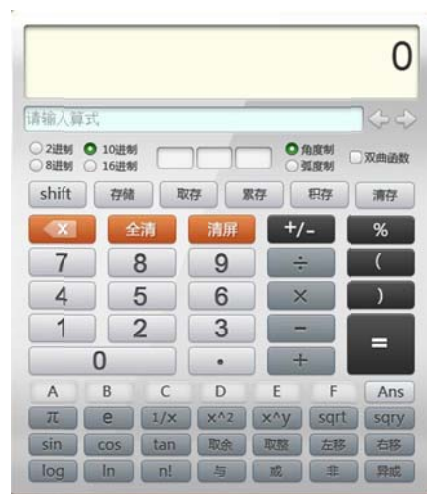 0
请输入算式
2进制 10进制 角度制 双曲函数
8进制 16进制 弧度制
shift 存储 取存 累存 积存 清存
X 全清 清屏 +/- %
7 8 9 ÷ (
4 5 6 × )
1 2 3 − =
0 . +
A B C D E F Ans
π e 1/x x^2 x^y sqrt sqry
sin cos tan 取余 取整 左移 右移
log ln n! 与 或 非 异或